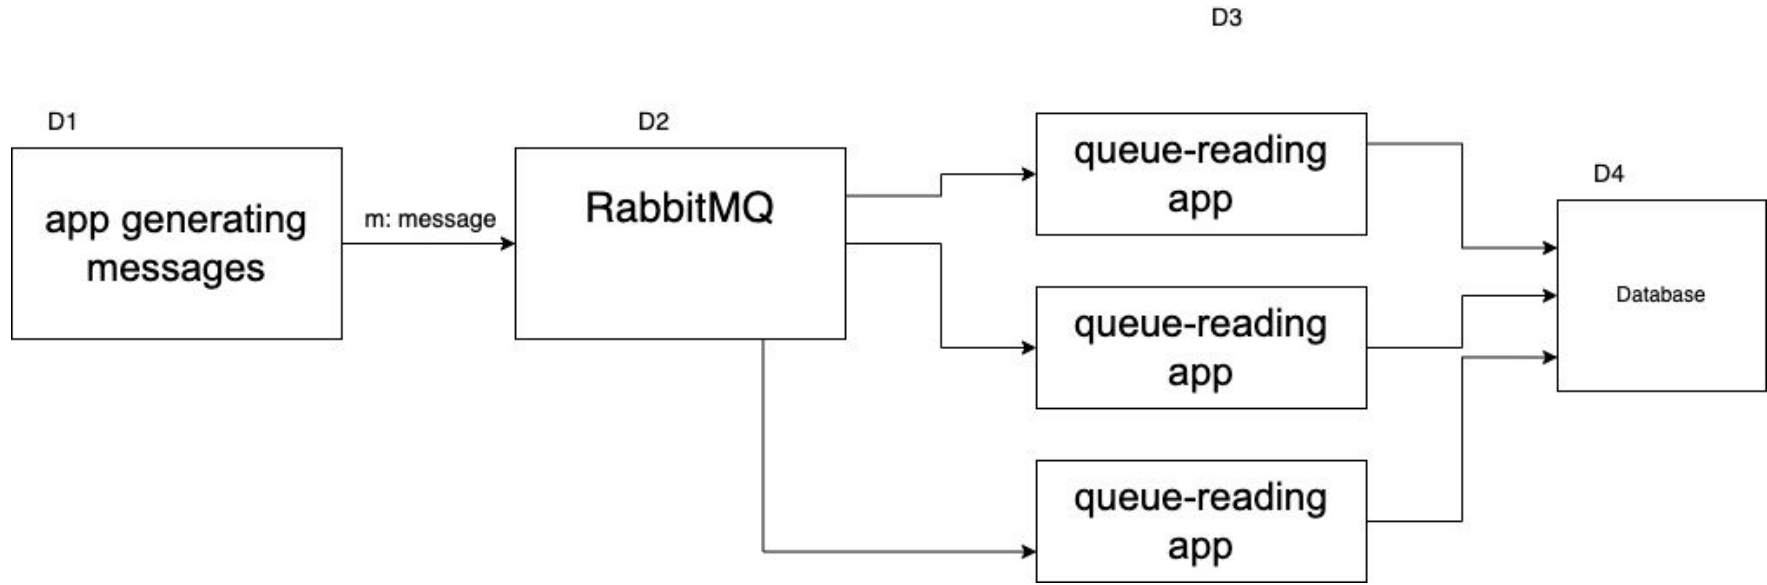 D3
D1
D2
D4
app generating
messages
m: message
RabbitMQ
queue-reading
app
queue-reading
app
queue-reading
app
Database